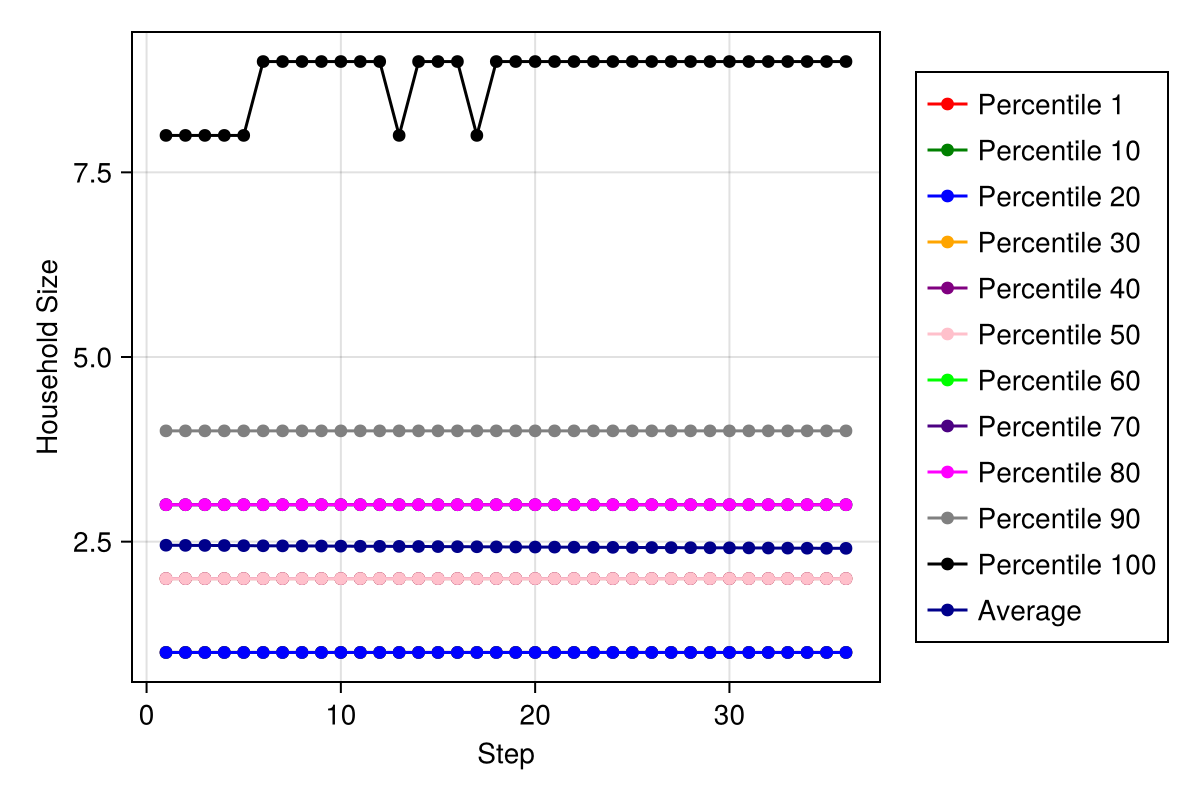 7.5
5.0
2.5
Household Size
0
10
20
30
Step
Percentile 1
Percentile 10
Percentile 20
Percentile 30
Percentile 40
Percentile 50
Percentile 60
Percentile 70
Percentile 80
Percentile 90
Percentile 100
Average